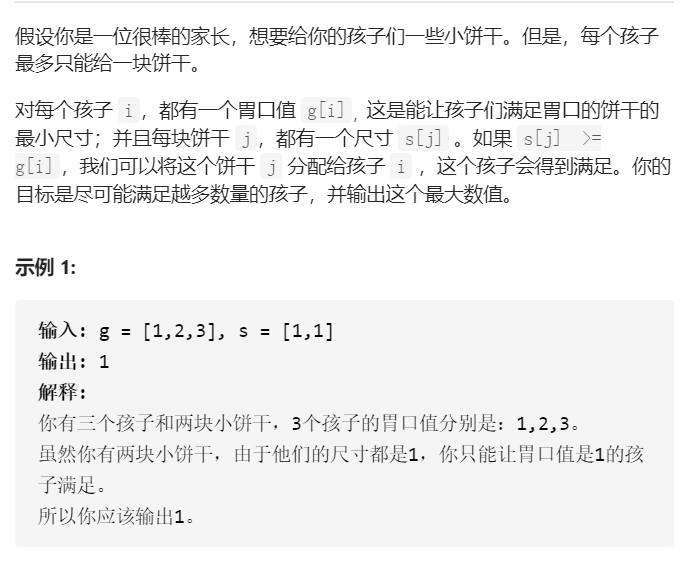 假设你是一位很棒的家长，想要给你的孩子们一些小饼干。但是，每个孩子
最多只能给一块饼干。
对每个孩子 i，都有一个胃口值 g[i]，这是能让孩子们满足胃口的饼干的
最小尺寸；并且每块饼干 j，都有一个尺寸 s[j] 。如果 s[j] >=
g[i]，我们可以将这个饼干 j 分配给孩子 i ，这个孩子会得到满足。你的
目标是尽可能满足越多数量的孩子，并输出这个最大数值。
示例 1:
输入: g = [1,2,3], s = [1,1]
输出: 1
解释:
你有三个孩子和两块小饼干，3个孩子的胃口值分别是：1,2,3。
虽然你有两块小饼干，由于他们的尺寸都是1，你只能让胃口值是1的孩
子满足。
所以你应该输出1。